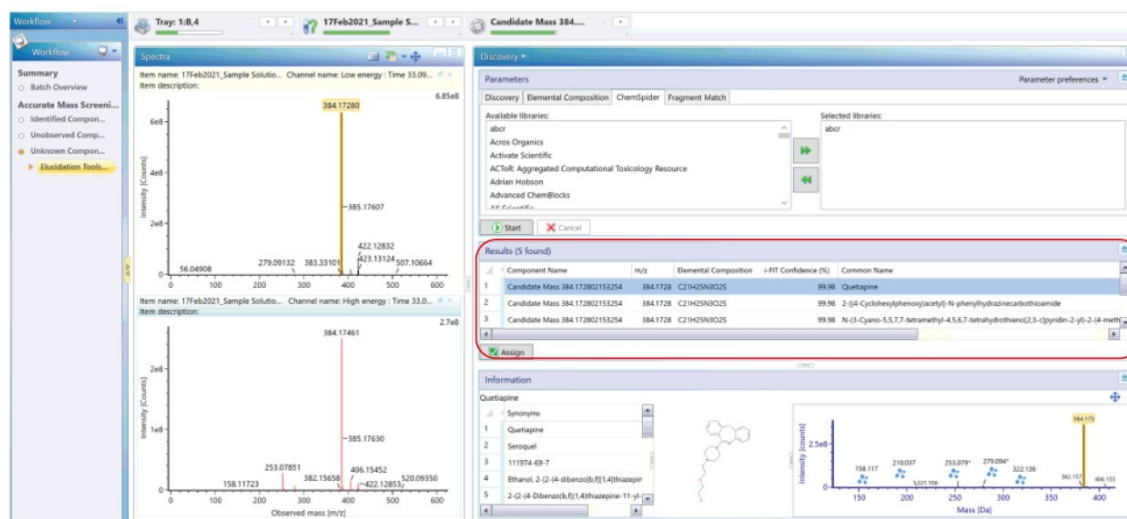 Workflow
Tray: 1:B,4
17Feb2021_Sample S...
Candidate Mass 384....
Workflow
Summary
Batch Overview
Accurate Mass Screeni...
Identified Compon...
Unobserved Comp...
Unknown Compon...
Elucidation Tools...
Spectra
Item name: 17Feb2021_Sample Solutio... Channel name: Low energy : Time 33.09...
Item description:
6.85e8
384.17280
6e8
4e8
385.17607
2e8
422.12832
423.13124
56.04908
279.09132
383.33101
507.10664
0
Intensity [Counts]
0 100 200 300 400 500 600
Item name: 17Feb2021_Sample Solutio... Channel name: High energy : Time 33.0...
Item description:
2.7e8
384.17461
2e8
385.17630
1e8
253.07851
406.15452
158.11723
382.15658
422.12853
520.09350
0
Intensity [Counts]
0 100 200 300 400 500 600
Observed mass [m/z]
Discovery
Parameters
Parameter preferences
Discovery Elemental Composition ChemSpider Fragment Match
Available libraries:
abcr
Acros Organics
Activate Scientific
ACToR: Aggregated Computational Toxicology Resource
Adrian Hobson
Advanced ChemBlocks
Selected libraries:
abcr
Start
Cancel
Results (5 found)
Component Name m/z Elemental Composition i-FIT Confidence (%) Common Name
1 Candidate Mass 384.172802153254 384.1728 C21H25N3O2S 99.98 Quetiapine
2 Candidate Mass 384.172802153254 384.1728 C21H25N3O2S 99.98 2-[(4-Cyclohexylphenoxy)acetyl]-N-phenylhydrazinecarbothioamide
3 Candidate Mass 384.172802153254 384.1728 C21H25N3O2S 99.98 N-(3-Cyano-5,5,7,7-tetramethyl-4,5,6,7-tetrahydrothieno[2,3-c]pyridin-2-yl)-2-(4-meth
Assign
Information
Quetiapine
Synonyms
1 Quetiapine
2 Seroquel
3 111974-69-7
4 Ethanol, 2-(2-(4-dibenzo[b,f][1,4]thiazepin
5 2-(2-(4-Dibenzo[b,f][1,4]thiazepine-11-yl-
384.175
2.5e8
158.117
210.037
221.106
253.079*
279.094*
322.136
382.157
406.155
0
Intensity [counts]
150 200 250 300 350 400
Mass [Da]